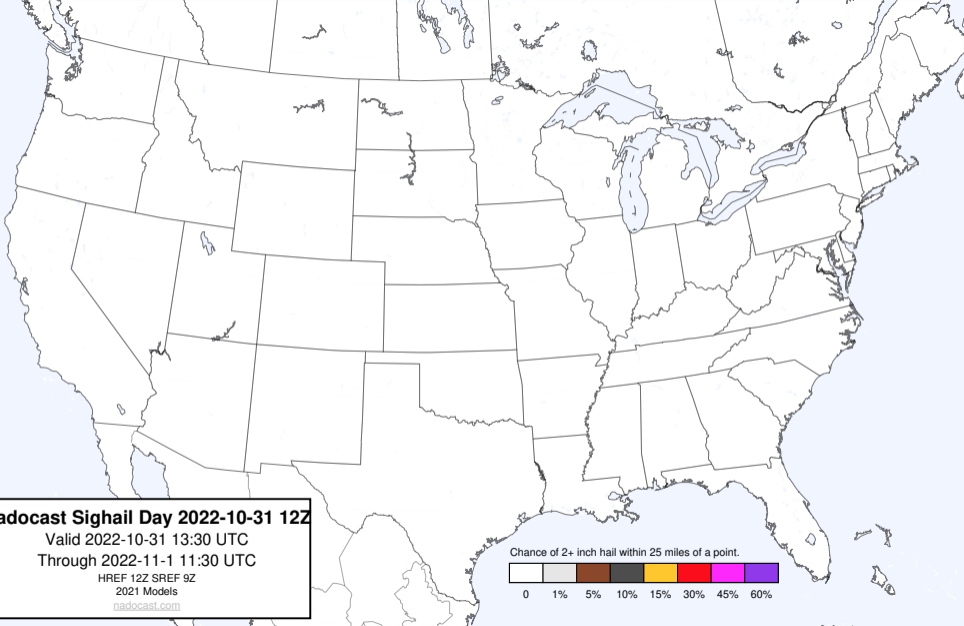 adocast Sighail Day 2022-10-31 12Z
Valid 2022-10-31 13:30 UTC
Through 2022-11-1 11:30 UTC
HREF 12Z SREF 9Z
2021 Models
nadocast.com
Chance of 2+ inch hail within 25 miles of a point.
0 1% 5% 10% 15% 30% 45% 60%